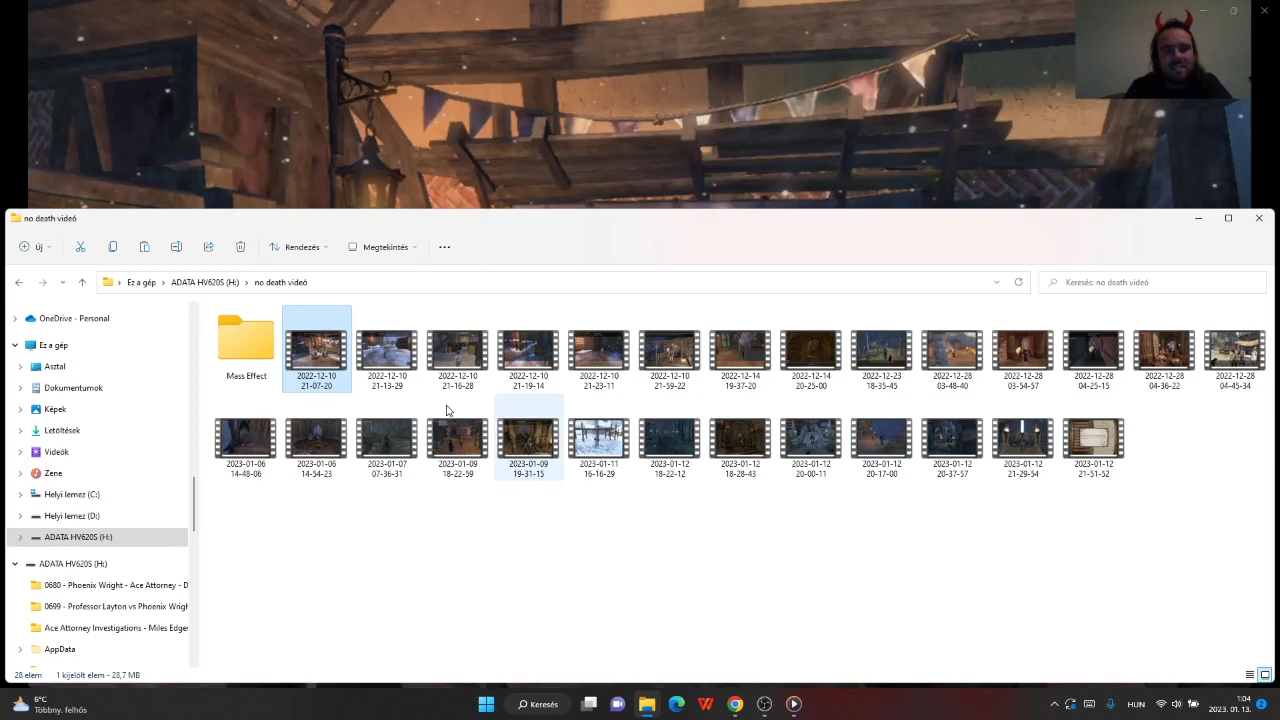 no death videó
Új
Rendezés
Megtekintés
Ez a gép
ADATA HV620S (H:)
no death videó
Keresés: no death videó
OneDrive - Personal
Ez a gép
Asztal
Dokumentumok
Képek
Letöltések
Videók
Zene
Helyi lemez (C:)
Helyi lemez (D:)
ADATA HV620S (H:)
ADATA HV620S (H:)
0680 - Phoenix Wright - Ace Attorney - D
0699 - Professor Layton vs Phoenix Wrigh
Ace Attorney Investigations - Miles Edge
AppData
Mass Effect
2022-12-10
21-07-20
2022-12-10
21-13-29
2022-12-10
21-16-28
2022-12-10
21-19-14
2022-12-10
21-23-11
2022-12-10
21-59-22
2022-12-14
19-37-20
2022-12-14
20-25-00
2022-12-23
18-35-45
2022-12-28
03-48-40
2022-12-28
03-54-57
2022-12-28
04-25-15
2022-12-28
04-36-22
2022-12-28
04-45-34
2023-01-06
14-48-06
2023-01-06
14-54-23
2023-01-07
07-36-31
2023-01-09
18-22-59
2023-01-09
19-31-15
2023-01-11
16-16-29
2023-01-12
18-22-12
2023-01-12
18-28-43
2023-01-12
20-00-11
2023-01-12
20-17-00
2023-01-12
20-37-57
2023-01-12
21-29-54
2023-01-12
21-51-52
28 elem
1 kijelölt elem - 28,7 MB
6°C
Többny. felhős
Keresés
HUN
1:04
2023. 01. 13.
2